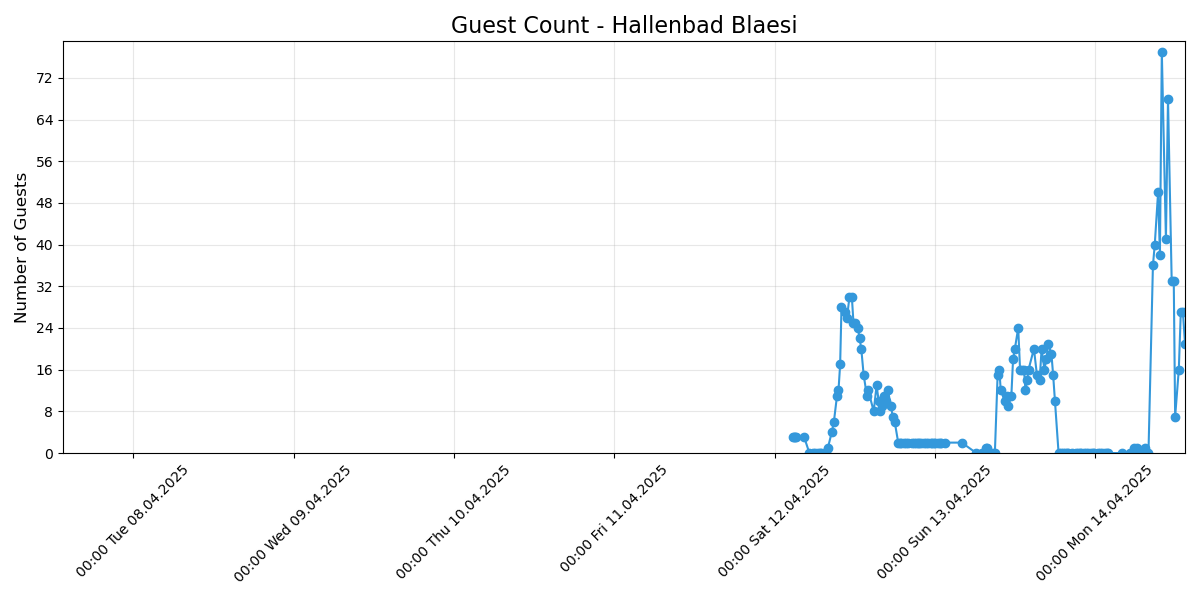 Guest Count - Hallenbad Blaesi
Number of Guests
72
64
56
48
40
32
24
16
8
0
00:00 Tue 08.04.2025
00:00 Wed 09.04.2025
00:00 Thu 10.04.2025
00:00 Fri 11.04.2025
00:00 Sat 12.04.2025
00:00 Sun 13.04.2025
00:00 Mon 14.04.2025